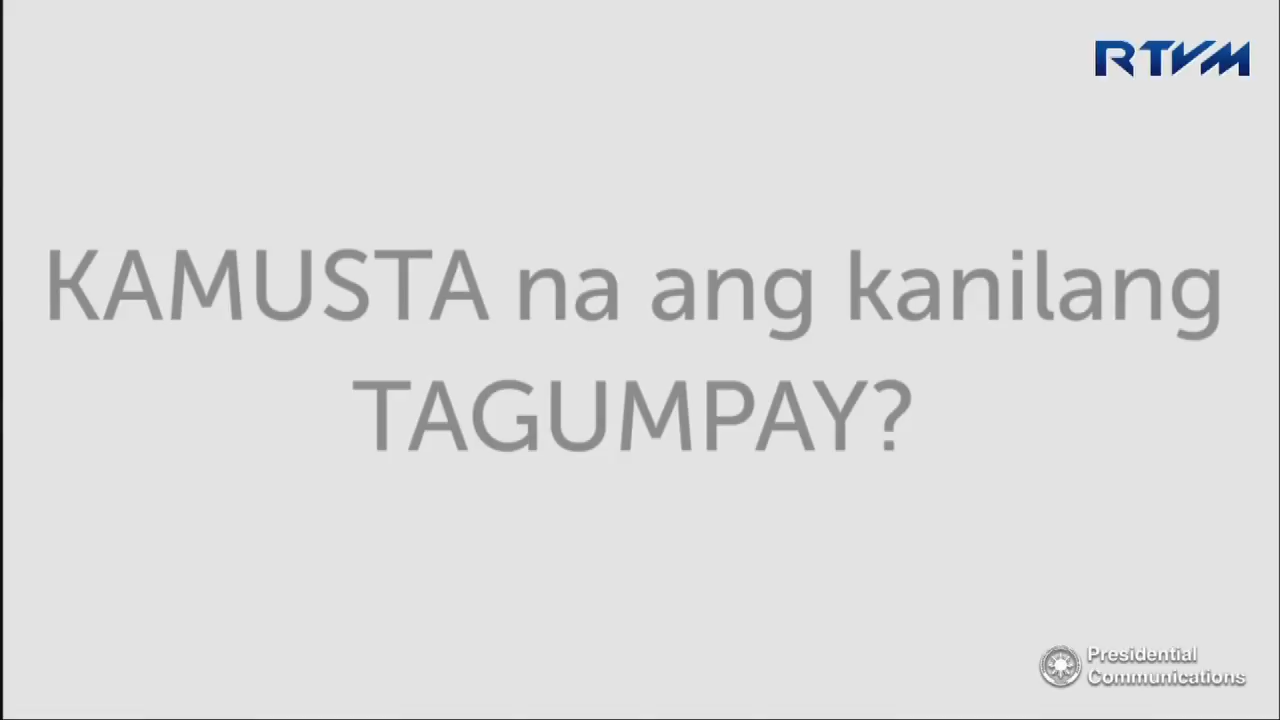 RTVM
KAMUSTA na ang kanilang
TAGUMPAY?
Presidential
Communications